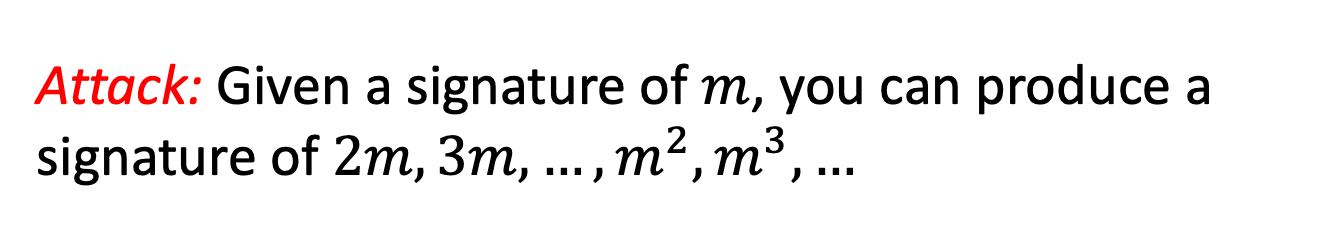 Attack: Given a signature of m, you can produce a
signature of 2m, 3m, ... , m², m³, ...